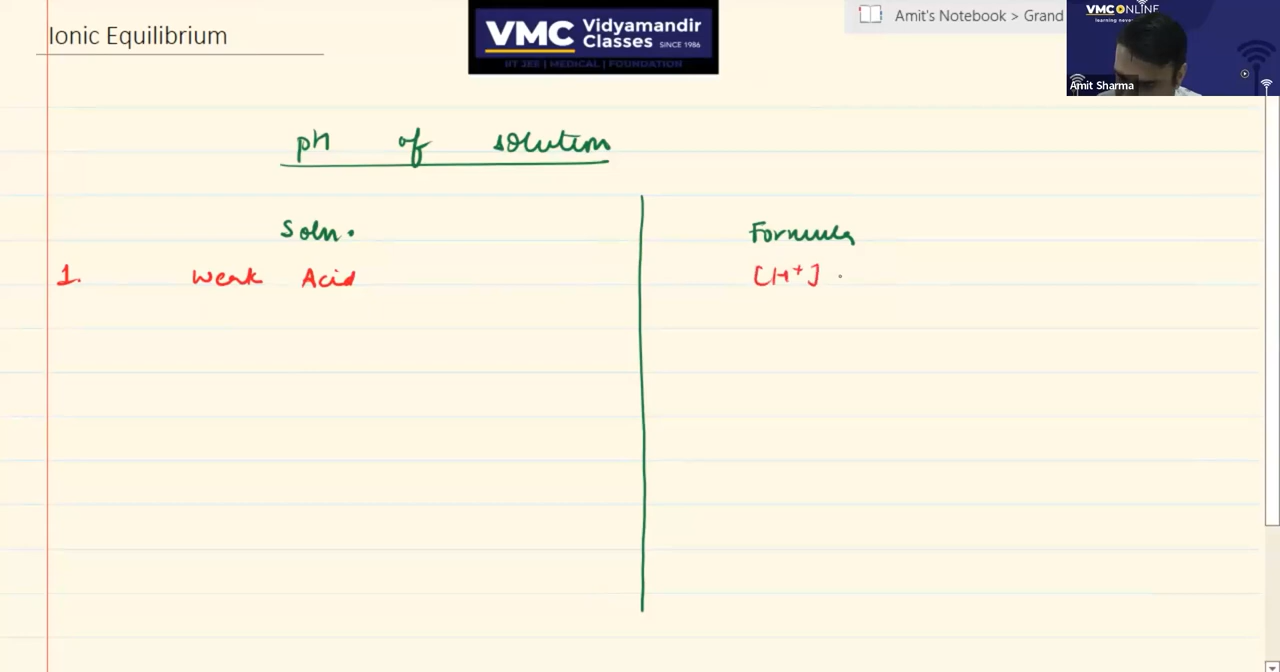 Ionic Equilibrium
VMC Vidyamandir Classes SINCE 1986
IIT JEE | MEDICAL | FOUNDATION
Amit's Notebook > Grand
VMC ONLINE
Amit Sharma
pH of solution
Soln.
Formula
1. Weak Acid
[H+]